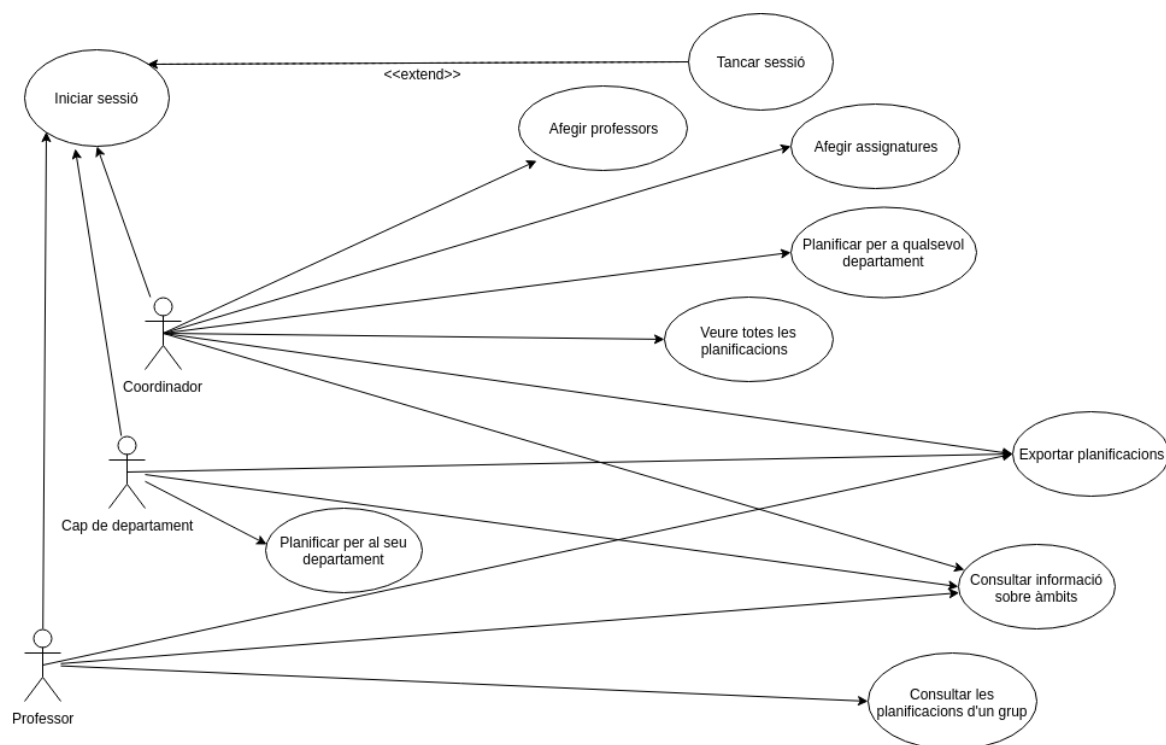 Tancar sessió
<<extend>>
Iniciar sessió
Afegir professors
Afegir assignatures
Planificar per a qualsevol
departament
Veure totes les
planificacions
Coordinador
Exportar planificacions
Cap de departament
Planificar per al seu
departament
Consultar informació
sobre àmbits
Professor
Consultar les
planificacions d'un grup